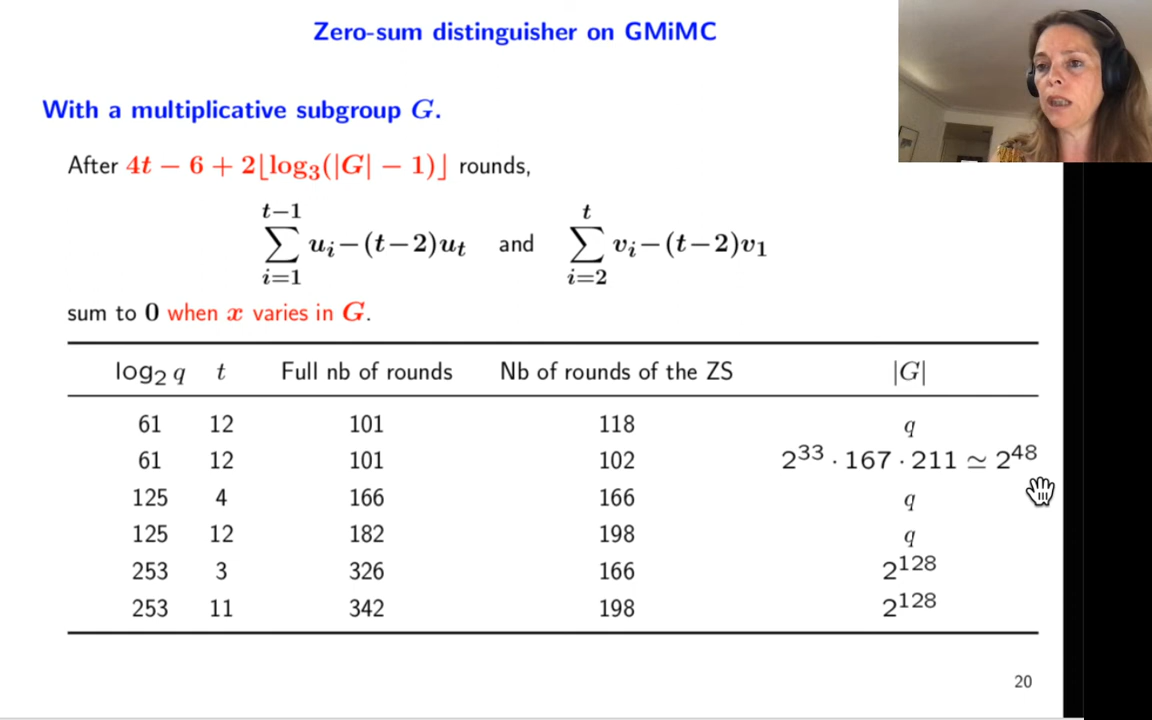 Zero-sum distinguisher on GMiMC
With a multiplicative subgroup G.
After 4t − 6 + 2⌊log₃(|G| − 1)⌋ rounds,
∑_{i=1}^{t−1} uᵢ−(t−2)uₜ and ∑_{i=2}^{t} vᵢ−(t−2)v₁
sum to 0 when x varies in G.
log₂ q t Full nb of rounds Nb of rounds of the ZS |G|
61 12 101 118 q
61 12 101 102 2³³ · 167 · 211 ≃ 2⁴⁸
125 4 166 166 q
125 12 182 198 q
253 3 326 166 2¹²⁸
253 11 342 198 2¹²⁸
20